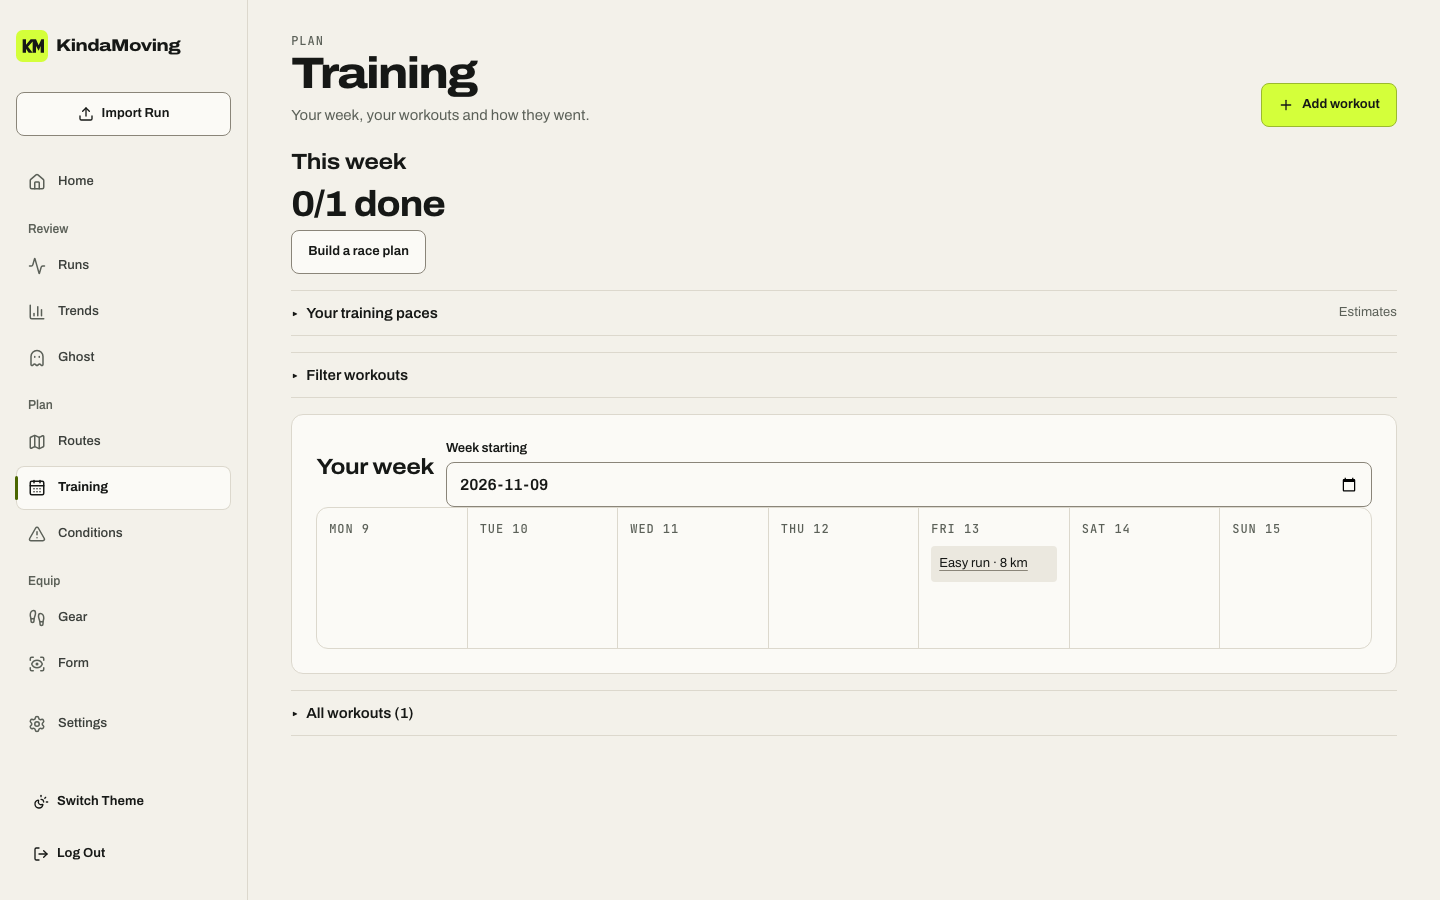 KM KindaMoving
Import Run
Home
Review
Runs
Trends
Ghost
Plan
Routes
Training
Conditions
Equip
Gear
Form
Settings
Switch Theme
Log Out
PLAN
Training
Your week, your workouts and how they went.
Add workout
This week
0/1 done
Build a race plan
Your training paces
Estimates
Filter workouts
Your week
Week starting
2026-11-09
MON 9
TUE 10
WED 11
THU 12
FRI 13
SAT 14
SUN 15
Easy run · 8 km
All workouts (1)